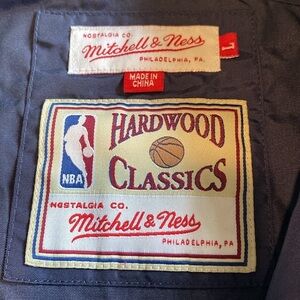 NOSTALGIA CO.
Mitchell & Ness
PHILADELPHIA, PA.
L
MADE IN
CHINA
HARDWOOD
CLASSICS
NBA
NOSTALGIA CO.
Mitchell & Ness
PHILADELPHIA, PA